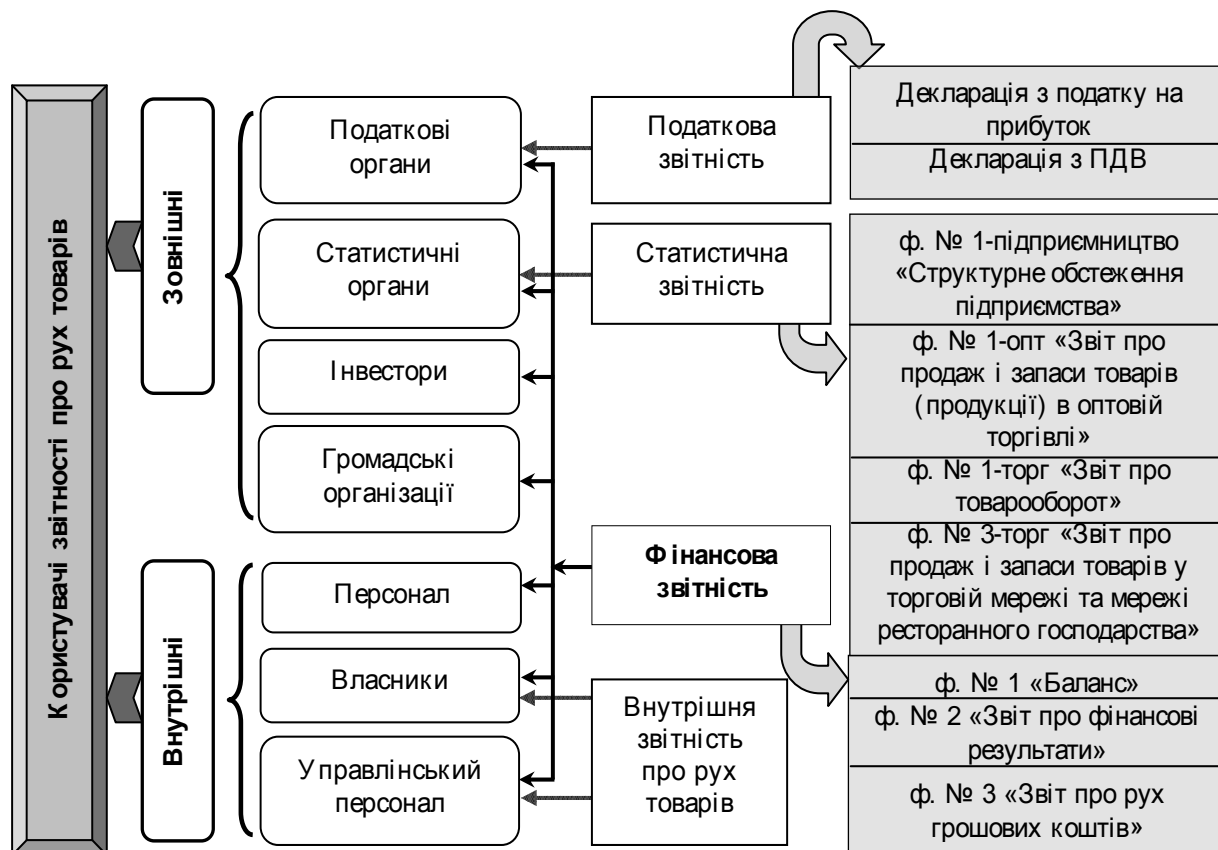 Користувачі звітності про рух товарів
Зовнішні
Податкові
органи
Статистичні
органи
Інвестори
Громадські
організації
Внутрішні
Персонал
Власники
Управлінський
персонал
Податкова
звітність
Статистична
звітність
Фінансова
звітність
Внутрішня
звітність
про рух
товарів
Декларація з податку на
прибуток
Декларація з ПДВ
ф. № 1-підприємництво
«Структурне обстеження
підприємства»
ф. № 1-опт «Звіт про
продаж і запаси товарів
(продукції) в оптовій
торгівлі»
ф. № 1-торг «Звіт про
товарооборот»
ф. № 3-торг «Звіт про
продаж і запаси товарів у
торговій мережі та мережі
ресторанного господарства»
ф. № 1 «Баланс»
ф. № 2 «Звіт про фінансові
результати»
ф. № 3 «Звіт про рух
грошових коштів»